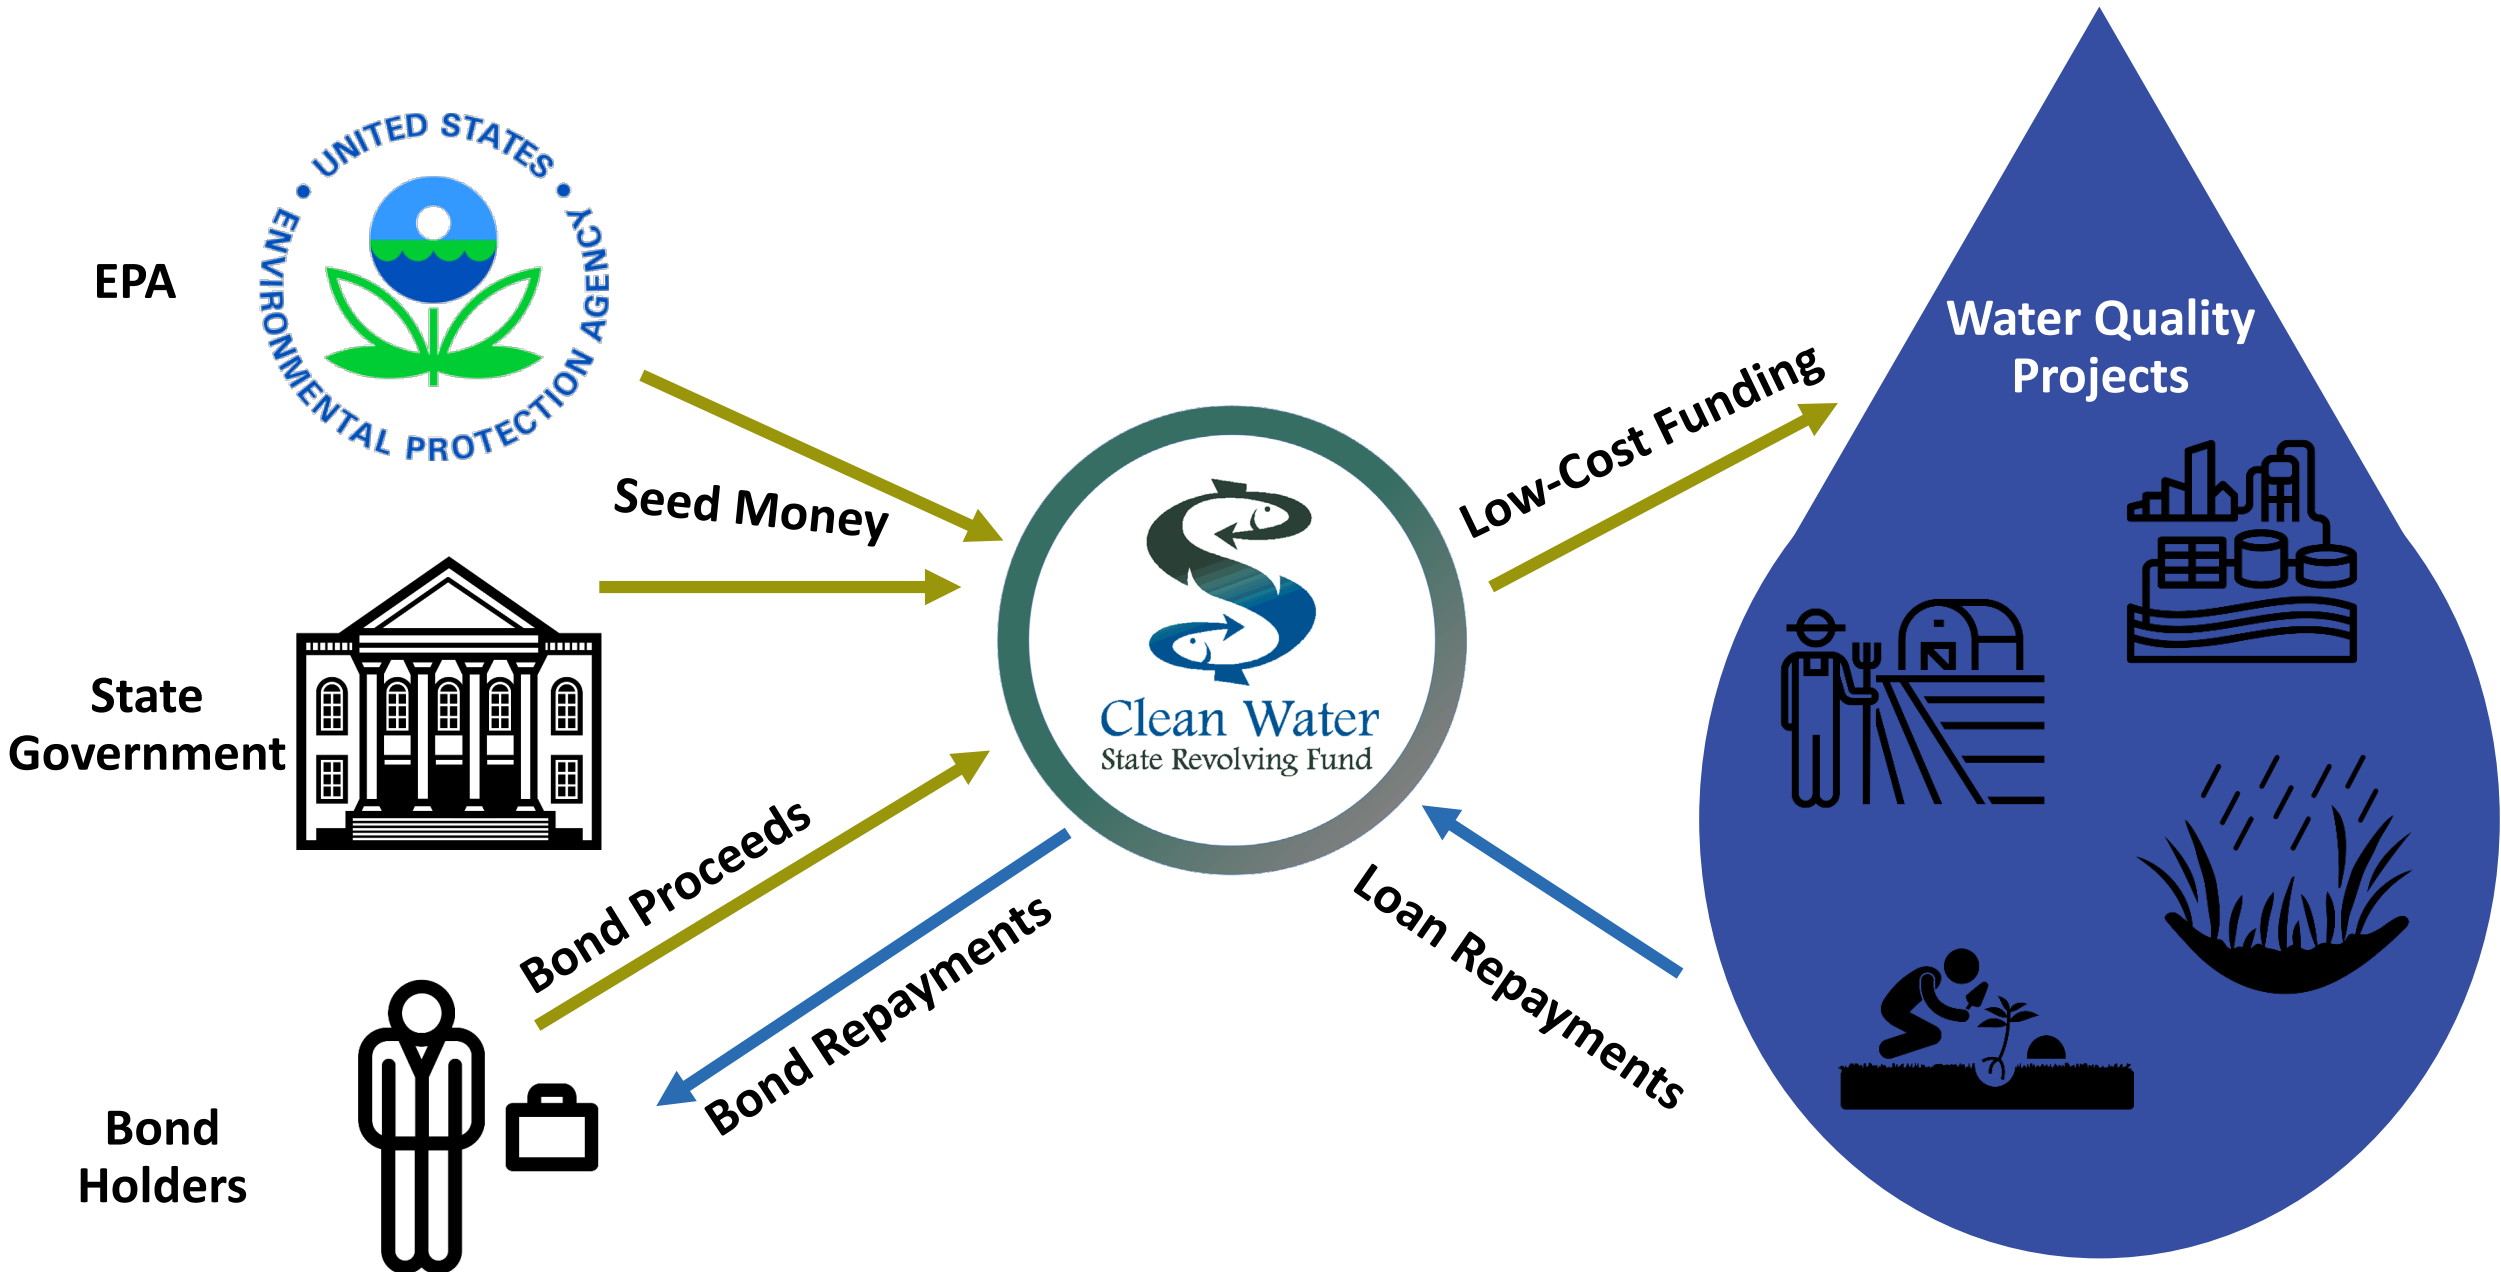 EPA
UNITED STATES
ENVIRONMENTAL PROTECTION AGENCY
Seed Money
State
Government
Bond
Holders
Bond Proceeds
Bond Repayments
Clean Water
State Revolving Fund
Low-Cost Funding
Loan Repayments
Water Quality
Projects